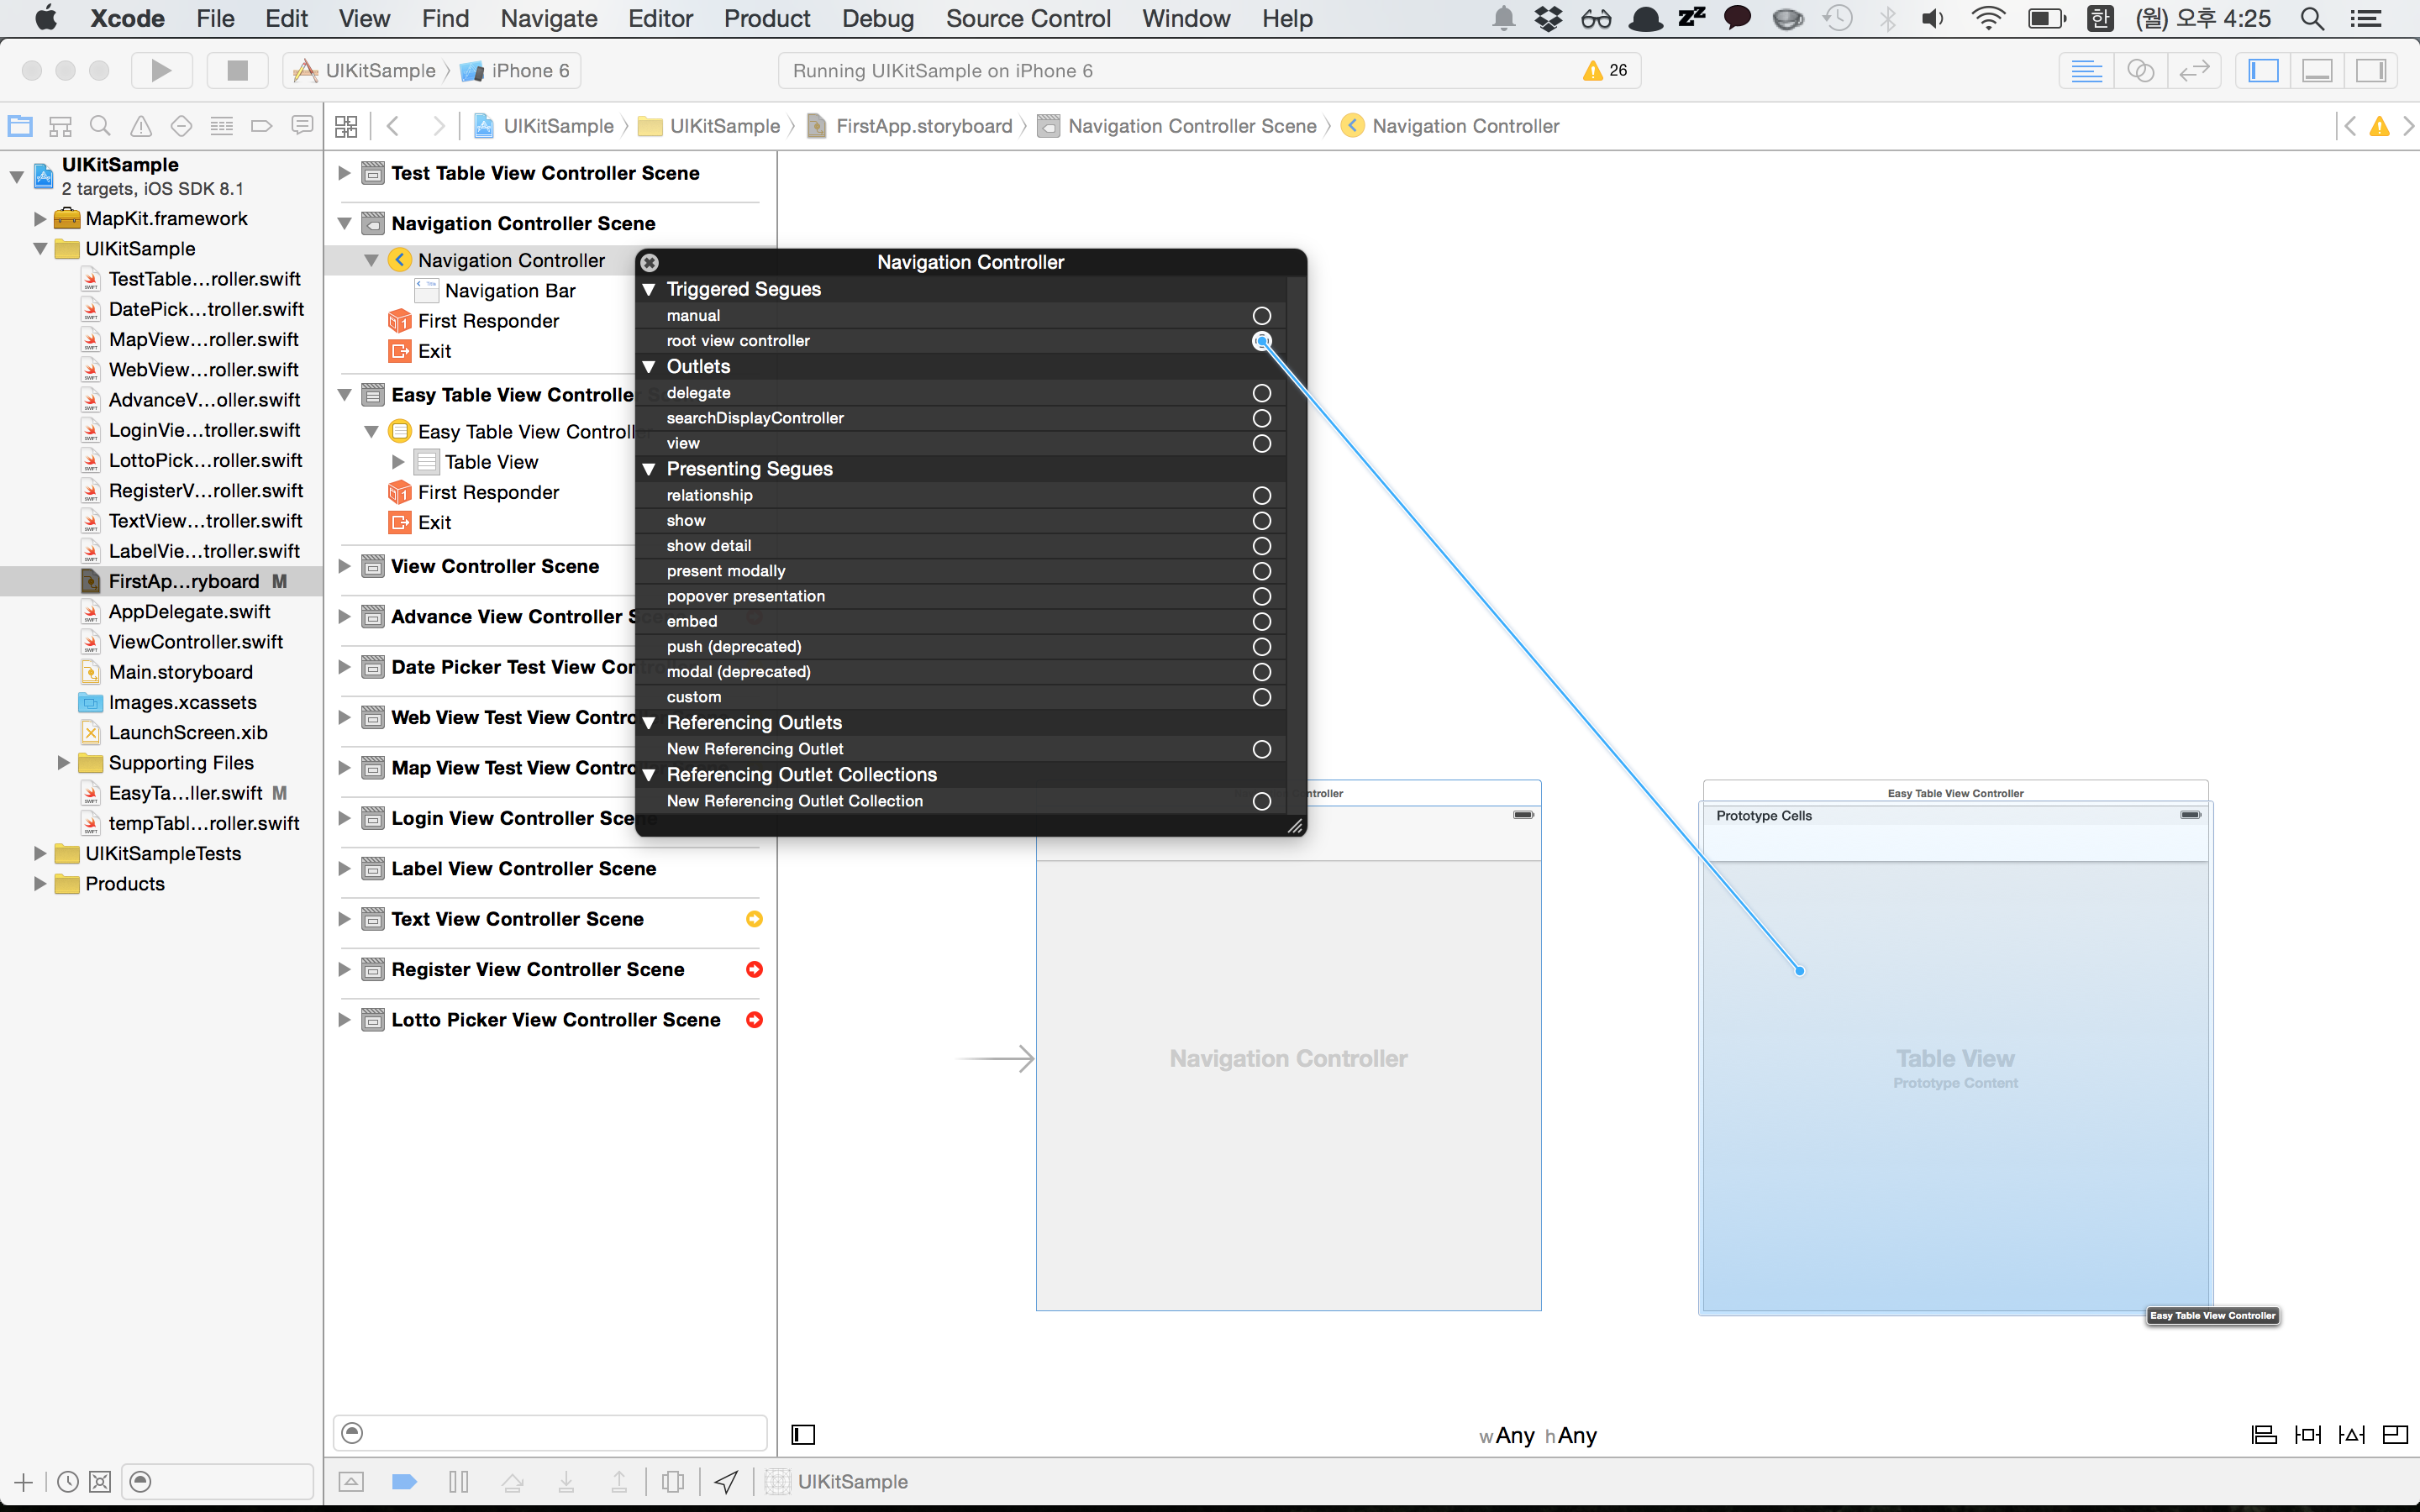 Xcode File Edit View Find Navigate Editor Product Debug Source Control Window Help 한 (월) 오후 4:25
UIKitSample iPhone 6 Running UIKitSample on iPhone 6 26
UIKitSample UIKitSample FirstApp.storyboard Navigation Controller Scene Navigation Controller
UIKitSample
2 targets, iOS SDK 8.1
MapKit.framework
UIKitSample
TestTable...roller.swift
DatePick...troller.swift
MapView...roller.swift
WebView...roller.swift
AdvanceV...oller.swift
LoginVie...troller.swift
LottoPick...roller.swift
RegisterV...roller.swift
TextView...troller.swift
LabelVie...troller.swift
FirstAp...ryboard M
AppDelegate.swift
ViewController.swift
Main.storyboard
Images.xcassets
LaunchScreen.xib
Supporting Files
EasyTa...ller.swift M
tempTabl...roller.swift
UIKitSampleTests
Products
Test Table View Controller Scene
Navigation Controller Scene
Navigation Controller
Navigation Bar
First Responder
Exit
Easy Table View Controlle
Easy Table View Controll
Table View
First Responder
Exit
View Controller Scene
Advance View Controller S
Date Picker Test View Con
Web View Test View Contro
Map View Test View Contro
Login View Controller Scene
Label View Controller Scene
Text View Controller Scene
Register View Controller Scene
Lotto Picker View Controller Scene
Navigation Controller
Triggered Segues
manual
root view controller
Outlets
delegate
searchDisplayController
view
Presenting Segues
relationship
show
show detail
present modally
popover presentation
embed
push (deprecated)
modal (deprecated)
custom
Referencing Outlets
New Referencing Outlet
Referencing Outlet Collections
New Referencing Outlet Collection
ntroller
Navigation Controller
Easy Table View Controller
Prototype Cells
Table View
Prototype Content
Easy Table View Controller
wAny hAny
UIKitSample